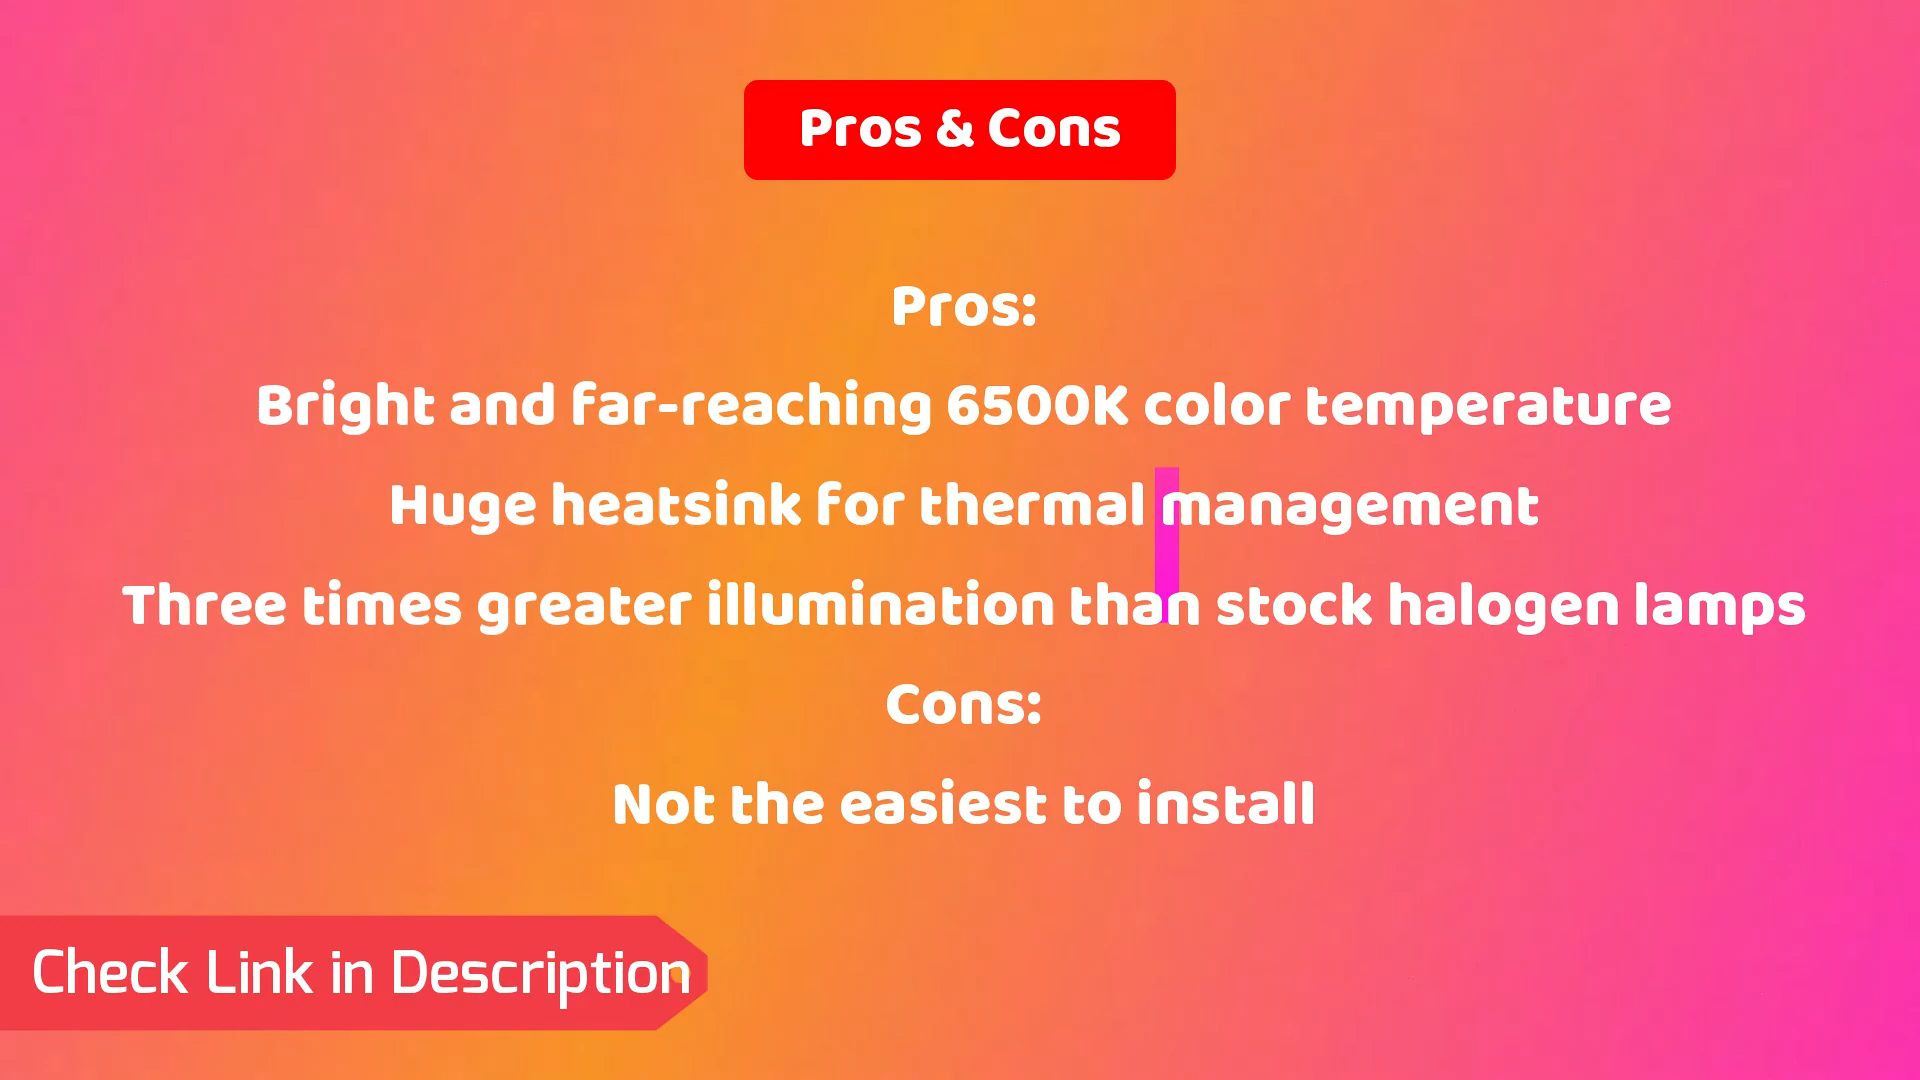 Pros & Cons
Pros:
Bright and far-reaching 6500K color temperature
Huge heatsink for thermal management
Three times greater illumination than stock halogen lamps
Cons:
Not the easiest to install
Check Link in Description